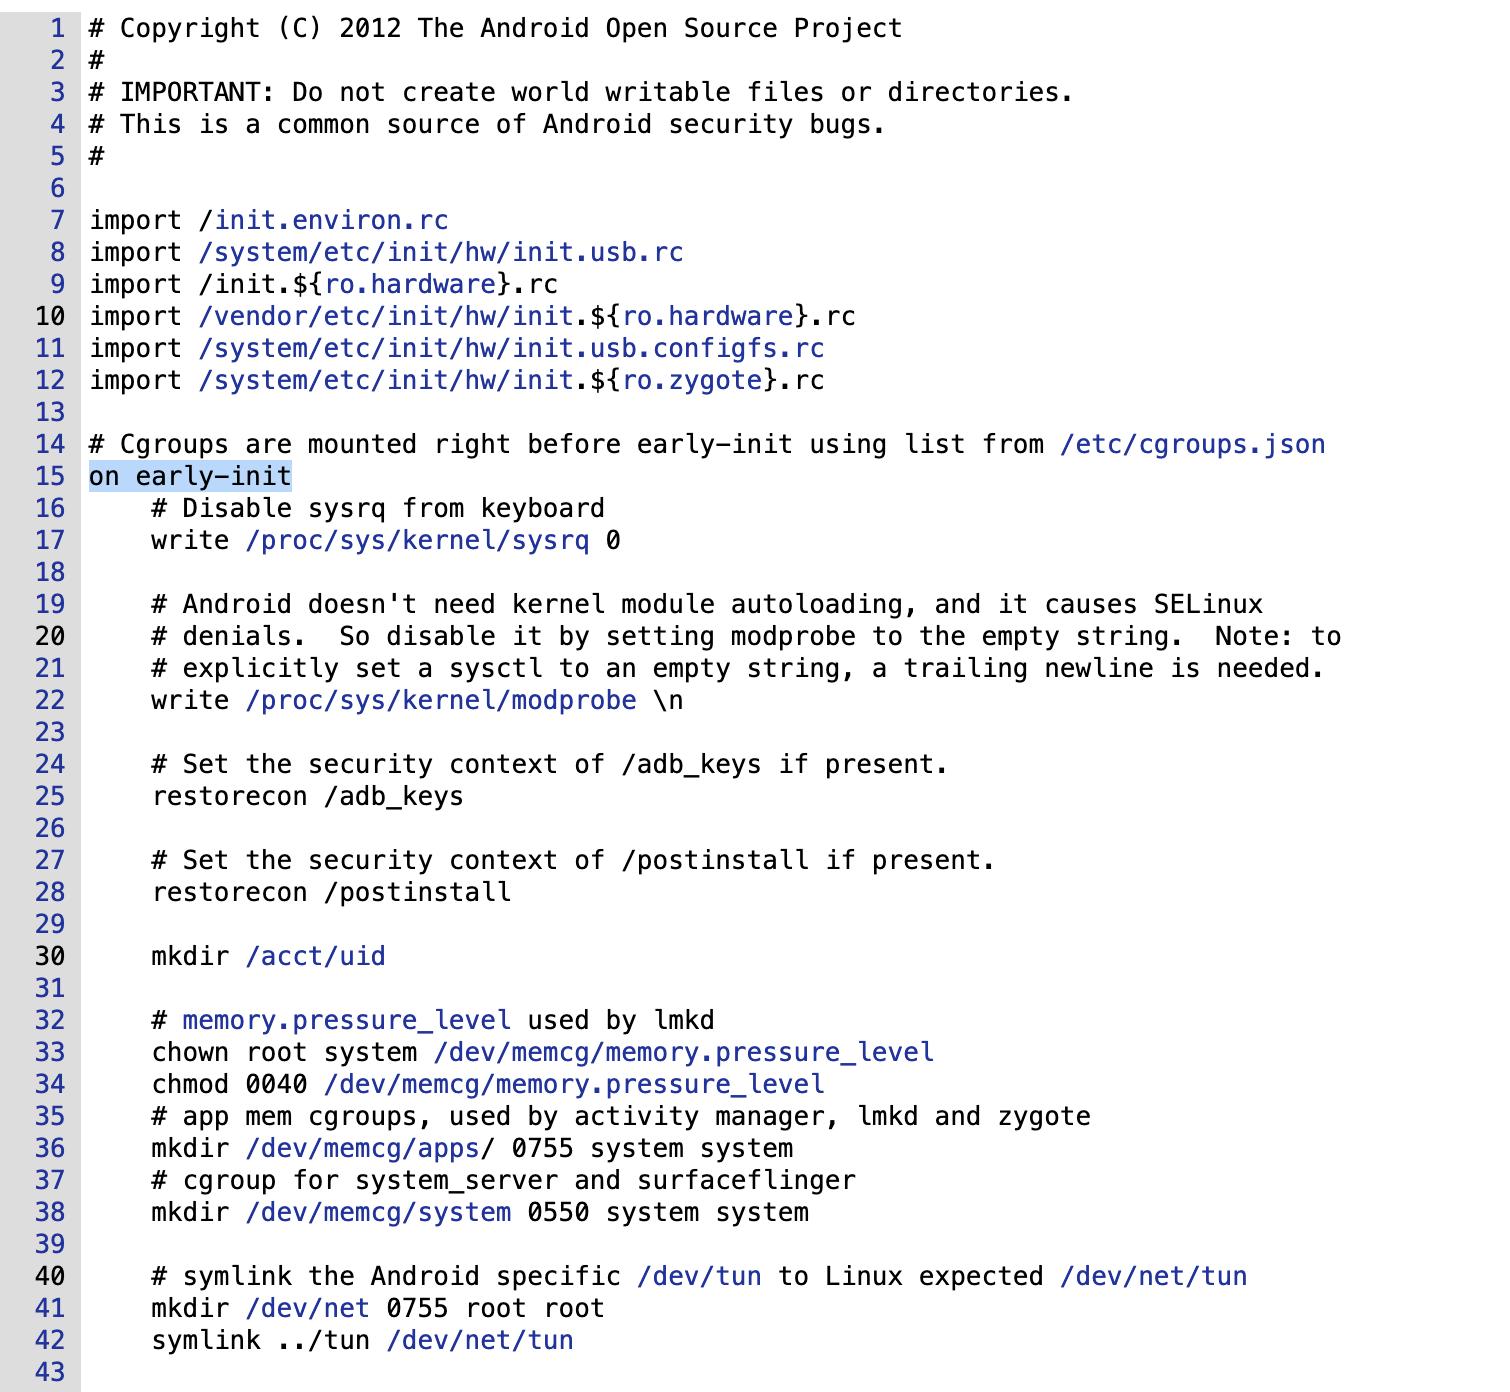 1 # Copyright (C) 2012 The Android Open Source Project
2 #
3 # IMPORTANT: Do not create world writable files or directories.
4 # This is a common source of Android security bugs.
5 #
6
7 import /init.environ.rc
8 import /system/etc/init/hw/init.usb.rc
9 import /init.${ro.hardware}.rc
10 import /vendor/etc/init/hw/init.${ro.hardware}.rc
11 import /system/etc/init/hw/init.usb.configfs.rc
12 import /system/etc/init/hw/init.${ro.zygote}.rc
13
14 # Cgroups are mounted right before early-init using list from /etc/cgroups.json
15 on early-init
16     # Disable sysrq from keyboard
17     write /proc/sys/kernel/sysrq 0
18
19     # Android doesn't need kernel module autoloading, and it causes SELinux
20     # denials.  So disable it by setting modprobe to the empty string.  Note: to
21     # explicitly set a sysctl to an empty string, a trailing newline is needed.
22     write /proc/sys/kernel/modprobe \n
23
24     # Set the security context of /adb_keys if present.
25     restorecon /adb_keys
26
27     # Set the security context of /postinstall if present.
28     restorecon /postinstall
29
30     mkdir /acct/uid
31
32     # memory.pressure_level used by lmkd
33     chown root system /dev/memcg/memory.pressure_level
34     chmod 0040 /dev/memcg/memory.pressure_level
35     # app mem cgroups, used by activity manager, lmkd and zygote
36     mkdir /dev/memcg/apps/ 0755 system system
37     # cgroup for system_server and surfaceflinger
38     mkdir /dev/memcg/system 0550 system system
39
40     # symlink the Android specific /dev/tun to Linux expected /dev/net/tun
41     mkdir /dev/net 0755 root root
42     symlink ../tun /dev/net/tun
43